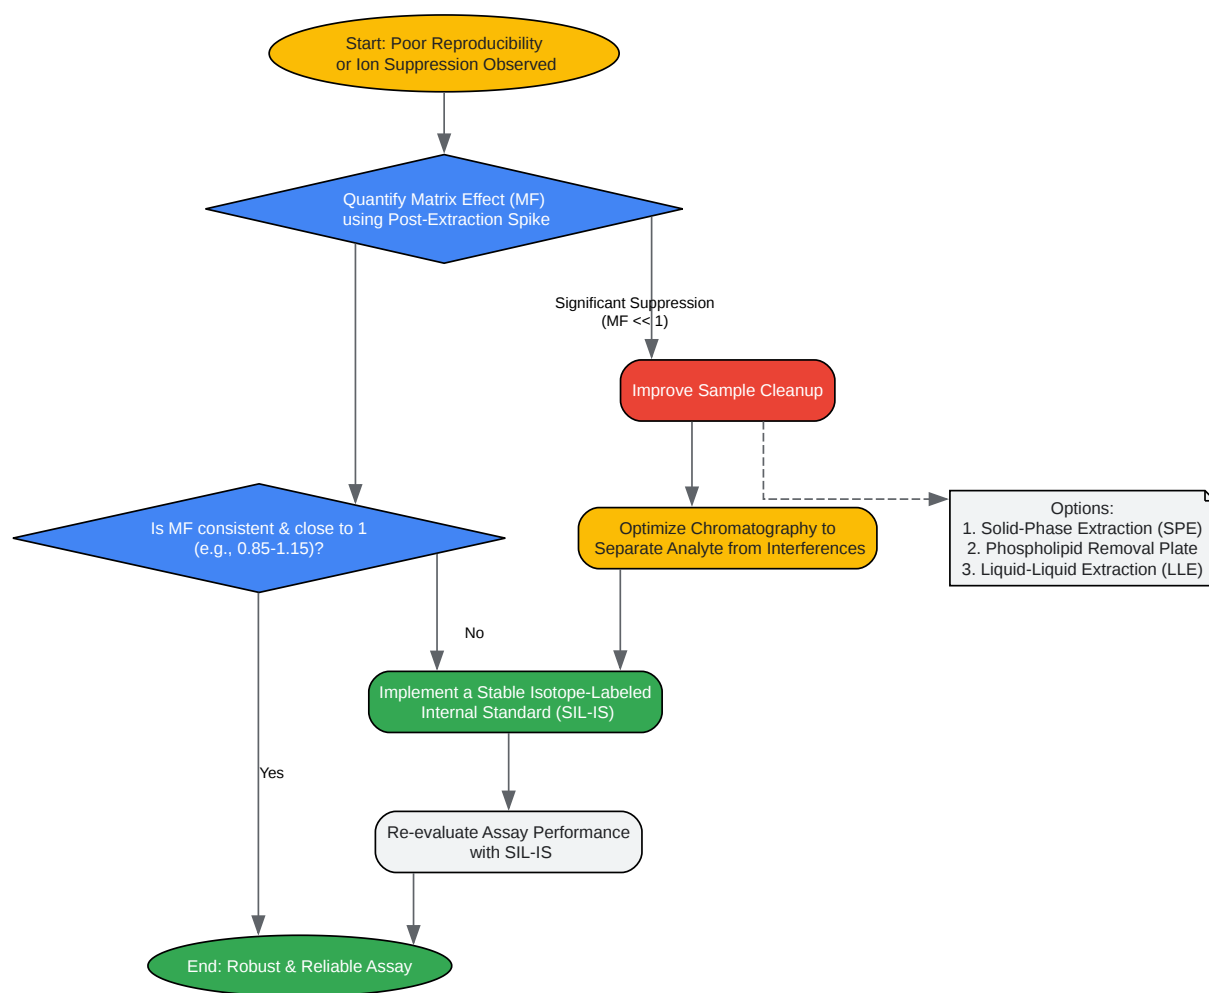 Start: Poor Reproducibility
or Ion Suppression Observed
Quantify Matrix Effect (MF)
using Post-Extraction Spike
Significant Suppression
(MF << 1)
Improve Sample Cleanup
Is MF consistent & close to 1
(e.g., 0.85-1.15)?
Optimize Chromatography to
Separate Analyte from Interferences
Options:
1. Solid-Phase Extraction (SPE)
2. Phospholipid Removal Plate
3. Liquid-Liquid Extraction (LLE)
No
Implement a Stable Isotope-Labeled
Internal Standard (SIL-IS)
Yes
Re-evaluate Assay Performance
with SIL-IS
End: Robust & Reliable Assay